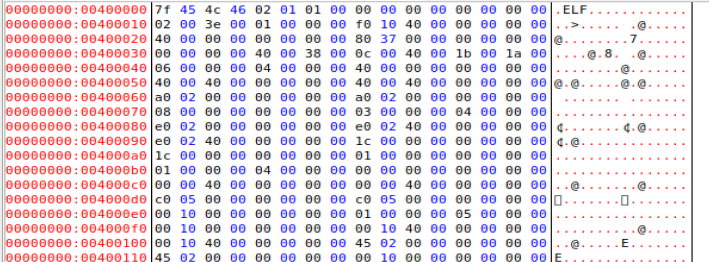 00000000:00400000 7f 45 4c 46 02 01 01 00 00 00 00 00 00 00 00 00 .ELF............
00000000:00400010 02 00 3e 00 01 00 00 00 f0 10 40 00 00 00 00 00 ..>.......@.....
00000000:00400020 40 00 00 00 00 00 00 00 80 37 00 00 00 00 00 00 @........7......
00000000:00400030 00 00 00 00 40 00 38 00 0c 00 40 00 1b 00 1a 00 ....@.8...@.....
00000000:00400040 06 00 00 00 04 00 00 00 40 00 00 00 00 00 00 00 ........@.......
00000000:00400050 40 00 40 00 00 00 00 00 40 00 40 00 00 00 00 00 @.@.....@.@.....
00000000:00400060 a0 02 00 00 00 00 00 00 a0 02 00 00 00 00 00 00  ....... .......
00000000:00400070 08 00 00 00 00 00 00 00 03 00 00 00 04 00 00 00 ................
00000000:00400080 e0 02 00 00 00 00 00 00 e0 02 40 00 00 00 00 00 ¢.......¢.@.....
00000000:00400090 e0 02 40 00 00 00 00 00 1c 00 00 00 00 00 00 00 ¢.@.............
00000000:004000a0 1c 00 00 00 00 00 00 00 01 00 00 00 00 00 00 00 ................
00000000:004000b0 01 00 00 00 04 00 00 00 00 00 00 00 00 00 00 00 ................
00000000:004000c0 00 00 40 00 00 00 00 00 00 00 40 00 00 00 00 00 ..@.......@.....
00000000:004000d0 c0 05 00 00 00 00 00 00 c0 05 00 00 00 00 00 00 ▯.......▯.......
00000000:004000e0 00 10 00 00 00 00 00 00 01 00 00 00 05 00 00 00 ................
00000000:004000f0 00 10 00 00 00 00 00 00 00 10 40 00 00 00 00 00 ..........@.....
00000000:00400100 00 10 40 00 00 00 00 00 45 02 00 00 00 00 00 00 ..@.....E.......
00000000:00400110 45 02 00 00 00 00 00 00 00 10 00 00 00 00 00 00 E...............